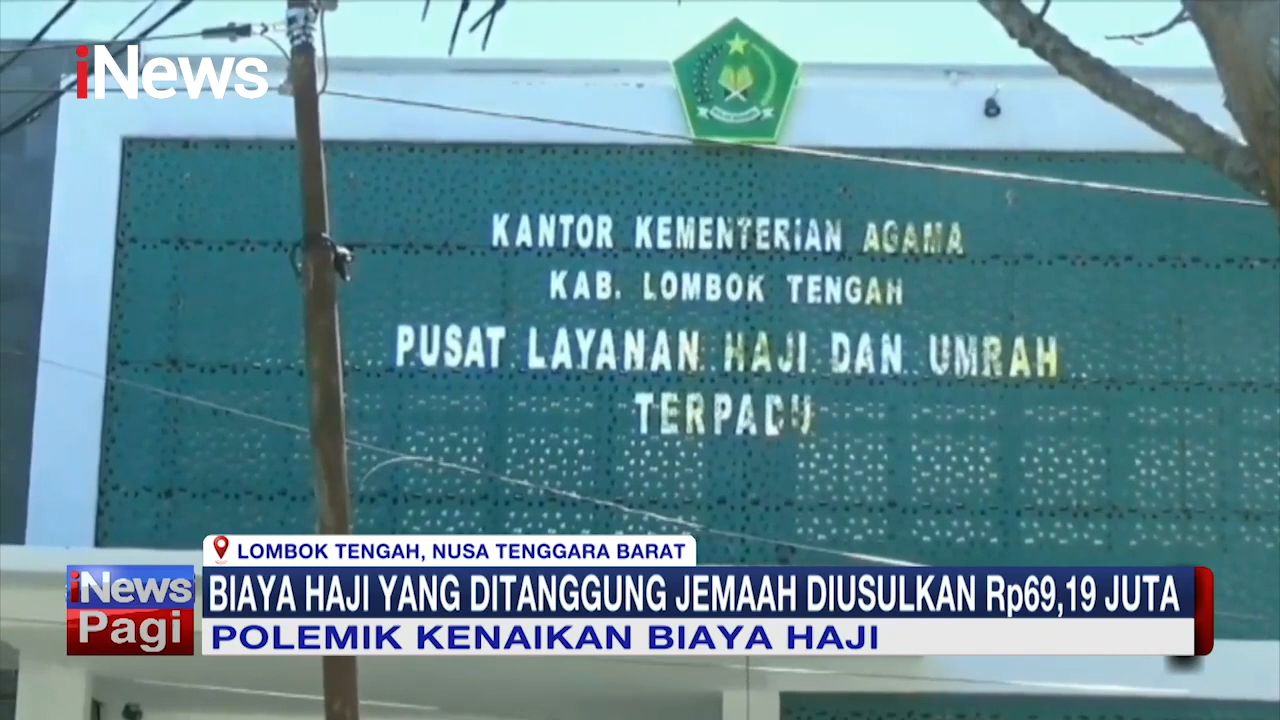 iNews
KANTOR KEMENTERIAN AGAMA
KAB. LOMBOK TENGAH
PUSAT LAYANAN HAJI DAN UMRAH
TERPADU
LOMBOK TENGAH, NUSA TENGGARA BARAT
iNews
Pagi
BIAYA HAJI YANG DITANGGUNG JEMAAH DIUSULKAN Rp69,19 JUTA
POLEMIK KENAIKAN BIAYA HAJI